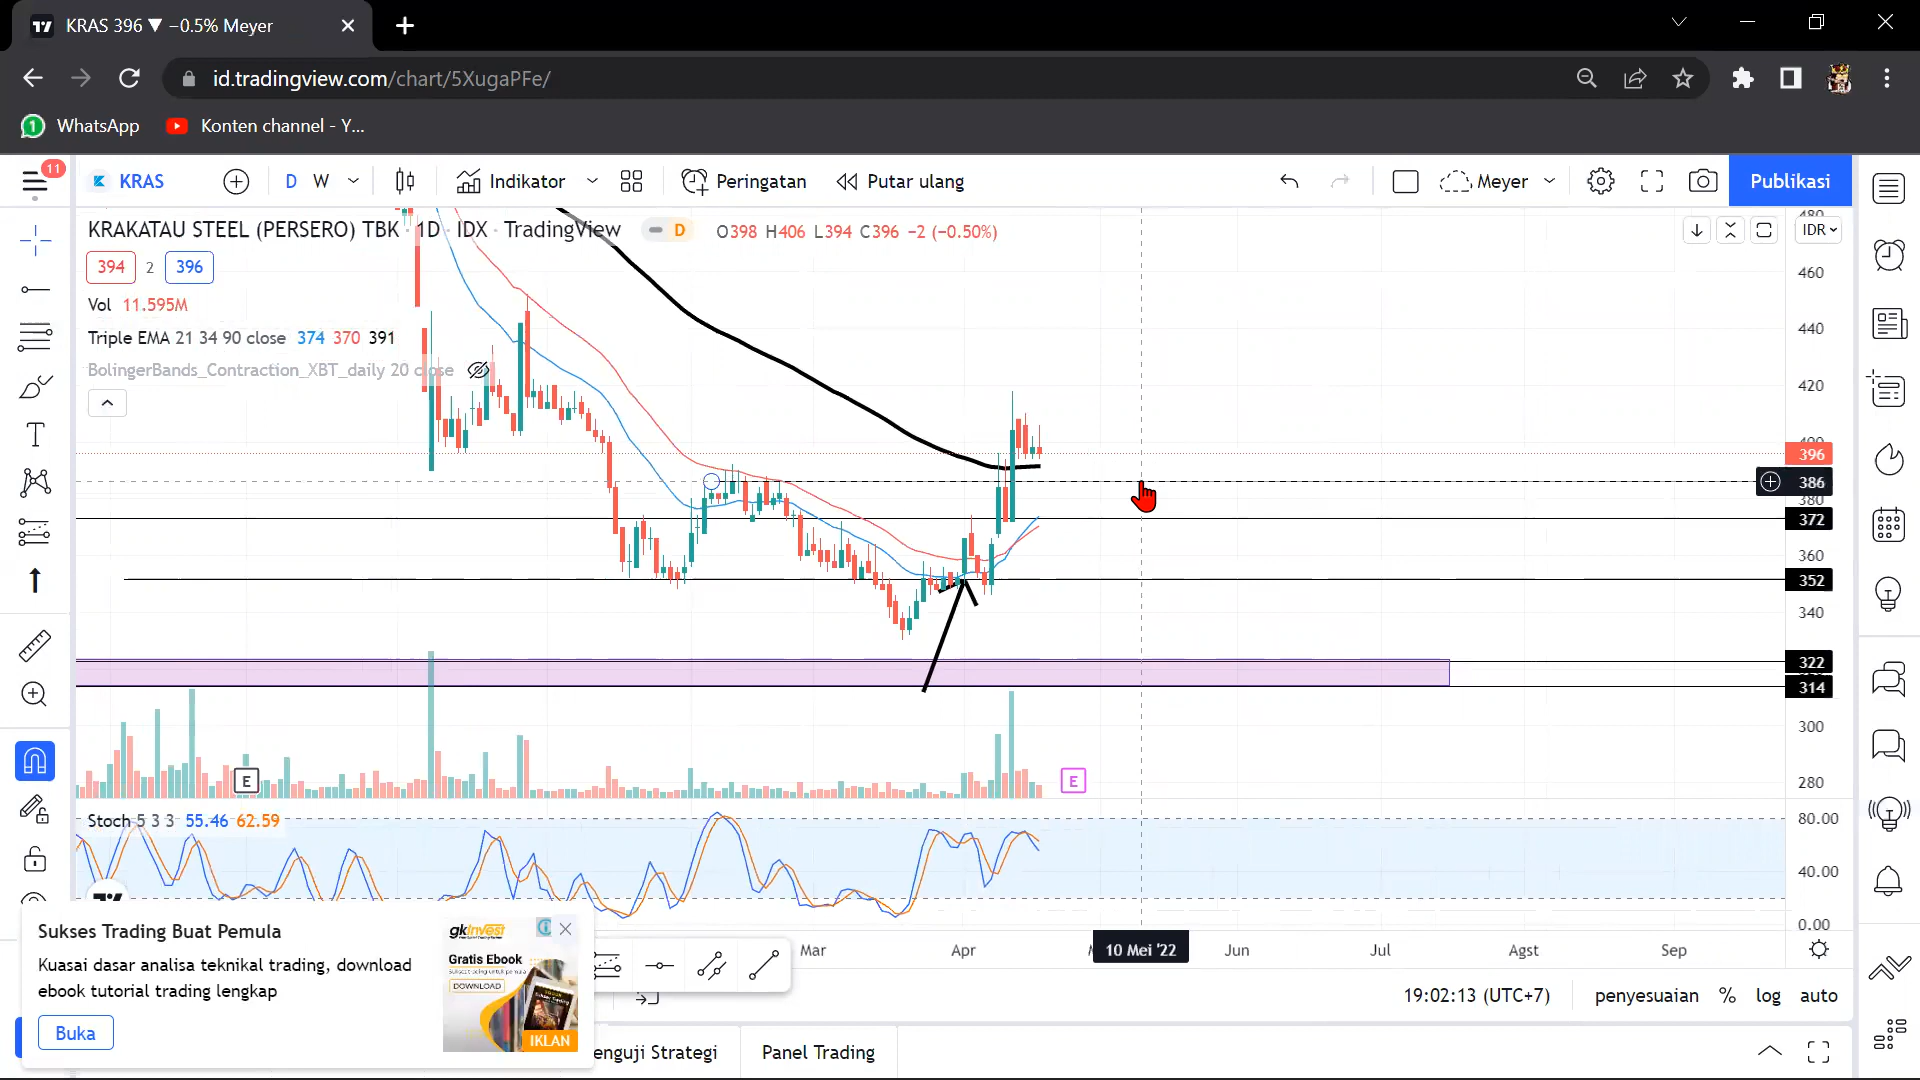 KRAS 396 ▼ −0.5% Meyer
id.tradingview.com/chart/5XugaPFe/
WhatsApp
Konten channel - Y...
11
KRAS
D W
Indikator
Peringatan
Putar ulang
Meyer
Publikasi
KRAKATAU STEEL (PERSERO) TBK · 1D · IDX · TradingView
D
O398 H406 L394 C396 −2 (−0.50%)
IDR
394 2 396
Vol 11.595M
Triple EMA 21 34 90 close 374 370 391
BolingerBands_Contraction_XBT_daily 20 close
480
460
440
420
400
396
386
380
372
360
352
340
322
314
300
280
E
E
Stoch 5 3 3 55.46 62.59
80.00
40.00
0.00
Mar
Apr
10 Mei '22
Jun
Jul
Agst
Sep
19:02:13 (UTC+7)
penyesuaian
%
log
auto
Sukses Trading Buat Pemula
Kuasai dasar analisa teknikal trading, download
ebook tutorial trading lengkap
Buka
gkinvest
Gratis Ebook
DOWNLOAD
IKLAN
enguji Strategi
Panel Trading